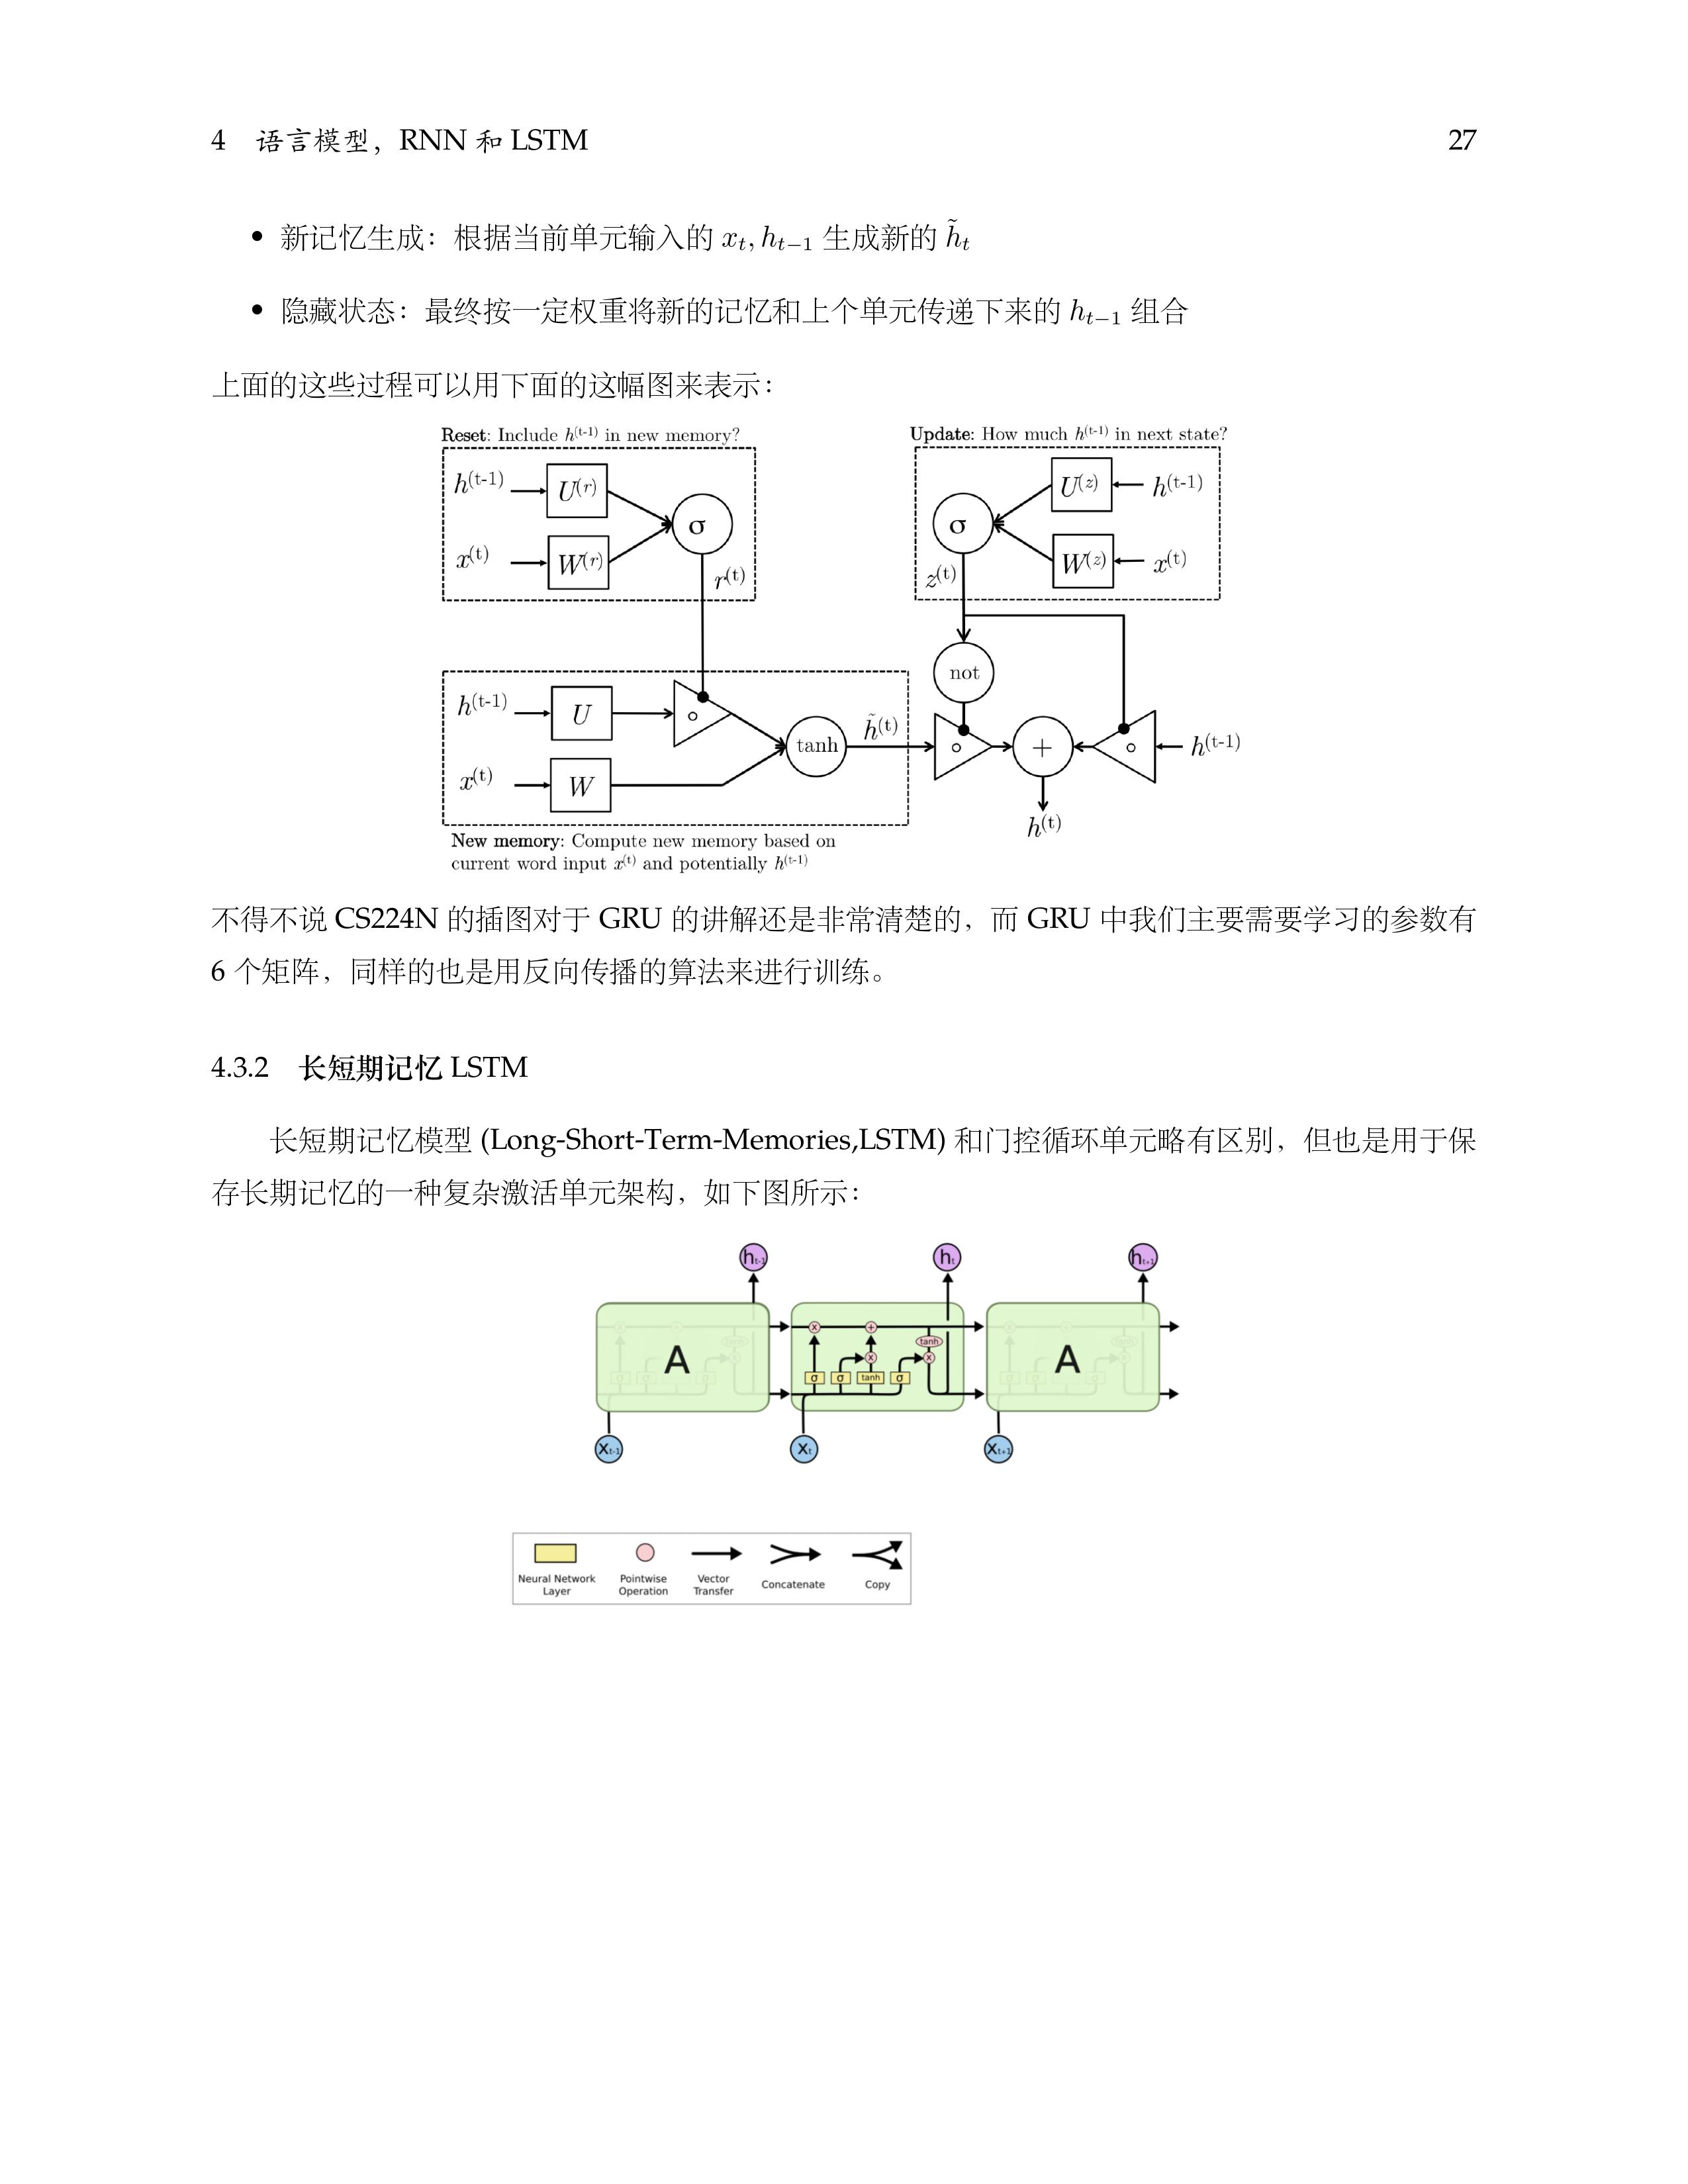 4 语言模型，RNN 和 LSTM 27
• 新记忆生成：根据当前单元输入的 xₜ, hₜ₋₁ 生成新的 h̃ₜ
• 隐藏状态：最终按一定权重将新的记忆和上个单元传递下来的 hₜ₋₁ 组合
上面的这些过程可以用下面的这幅图来表示：
Reset: Include h⁽ᵗ⁻¹⁾ in new memory?
h(t-1)
U(r)
x(t)
W(r)
σ
r(t)
Update: How much h⁽ᵗ⁻¹⁾ in next state?
σ
U(z)
h(t-1)
W(z)
x(t)
z(t)
not
h(t-1)
U
∘
x(t)
W
tanh
h̃(t)
∘
+
∘
h(t-1)
h(t)
New memory: Compute new memory based on
current word input x⁽ᵗ⁾ and potentially h⁽ᵗ⁻¹⁾
不得不说 CS224N 的插图对于 GRU 的讲解还是非常清楚的，而 GRU 中我们主要需要学习的参数有
6 个矩阵，同样的也是用反向传播的算法来进行训练。
4.3.2 长短期记忆 LSTM
长短期记忆模型 (Long-Short-Term-Memories,LSTM) 和门控循环单元略有区别，但也是用于保
存长期记忆的一种复杂激活单元架构，如下图所示：
hₜ₋₁ hₜ hₜ₊₁
x + tanh
A x x A
σ σ tanh σ
Xₜ₋₁ Xₜ Xₜ₊₁
Neural Network
Layer
Pointwise
Operation
Vector
Transfer
Concatenate
Copy